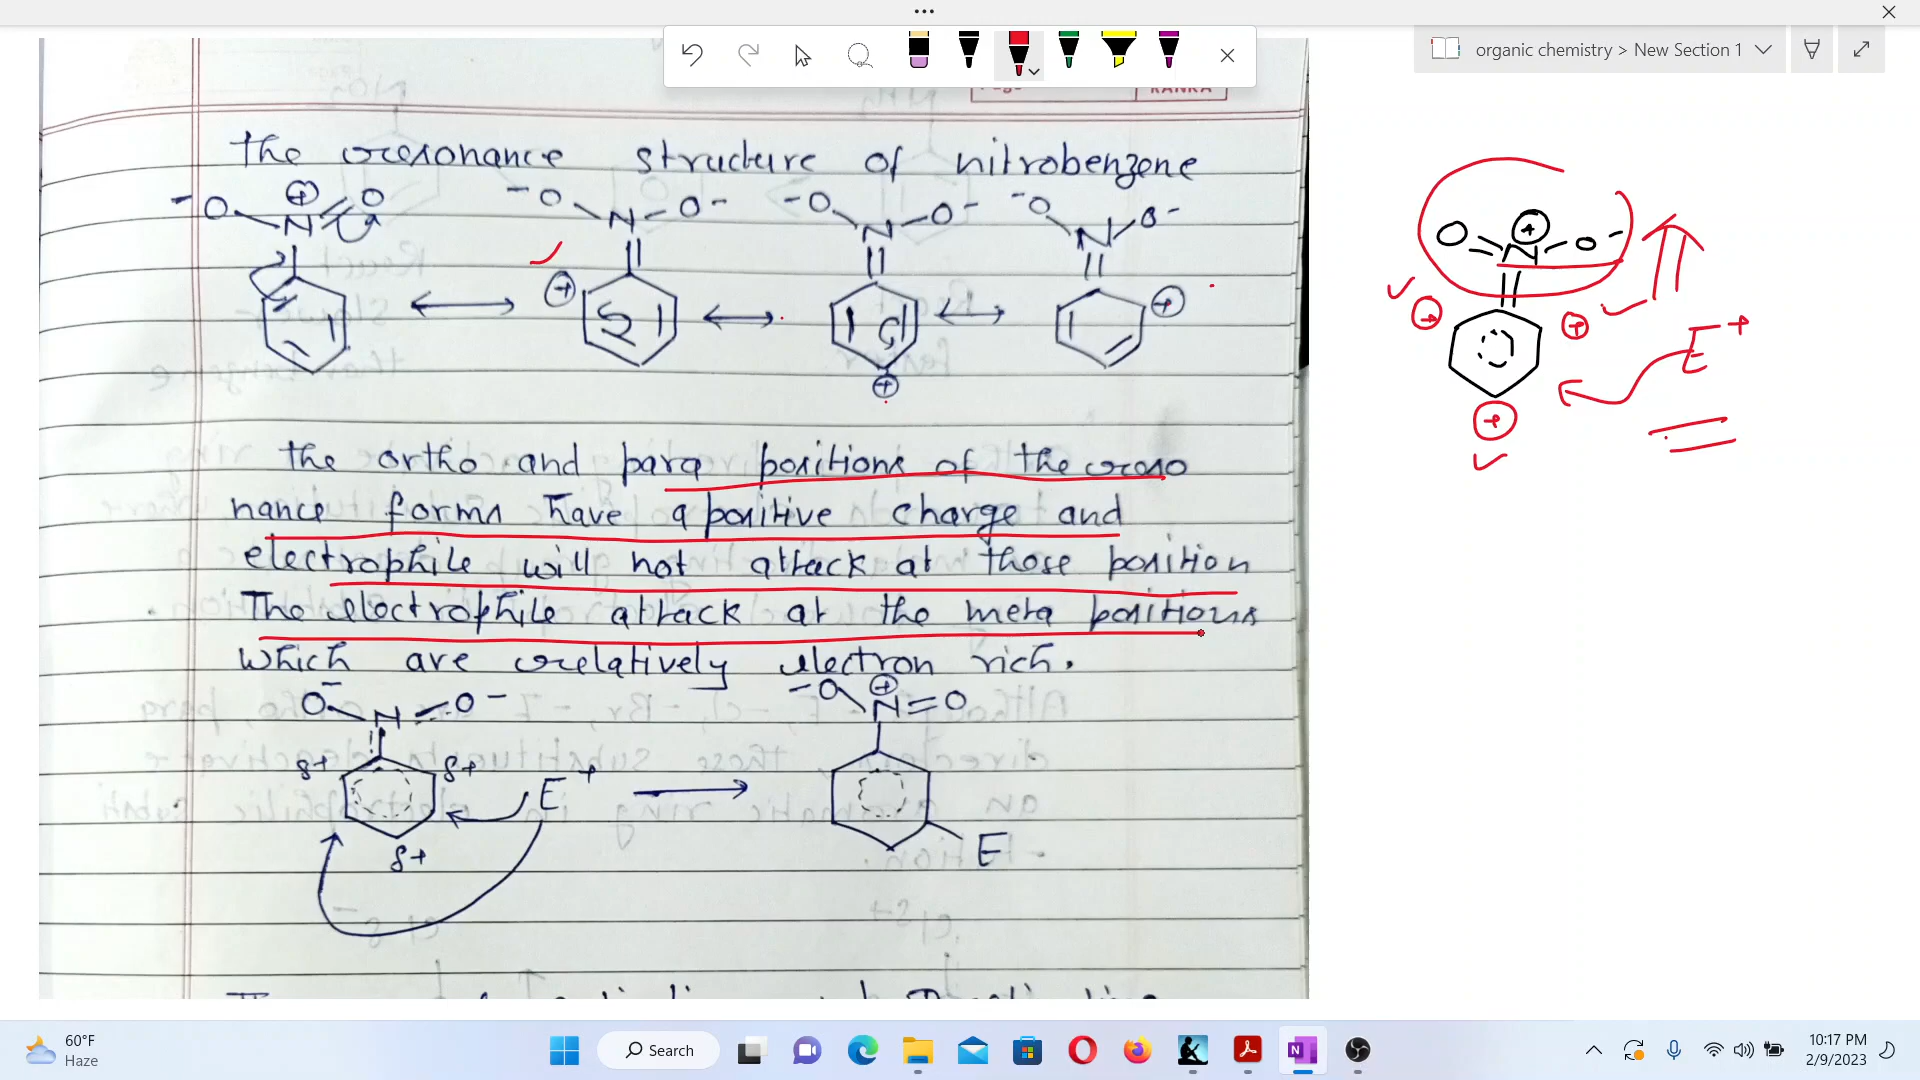 organic chemistry > New Section 1
the resonance structure of nitrobenzene
-O N⊕ O
-O N O-
-O N O-
-O N O-
⊕
⊕
⊕
O N⊕ O-
⊕ ⊕
E+
⊕
the ortho and para positions of the reso
nance forms have a positive charge and
electrophile will not attack at those position
The electrophile attack at the meta positions
which are relatively electron rich.
O- N O-
-O N⊕ O
δ+ δ+ E+
δ+
E
60°F
Haze
Search
10:17 PM
2/9/2023